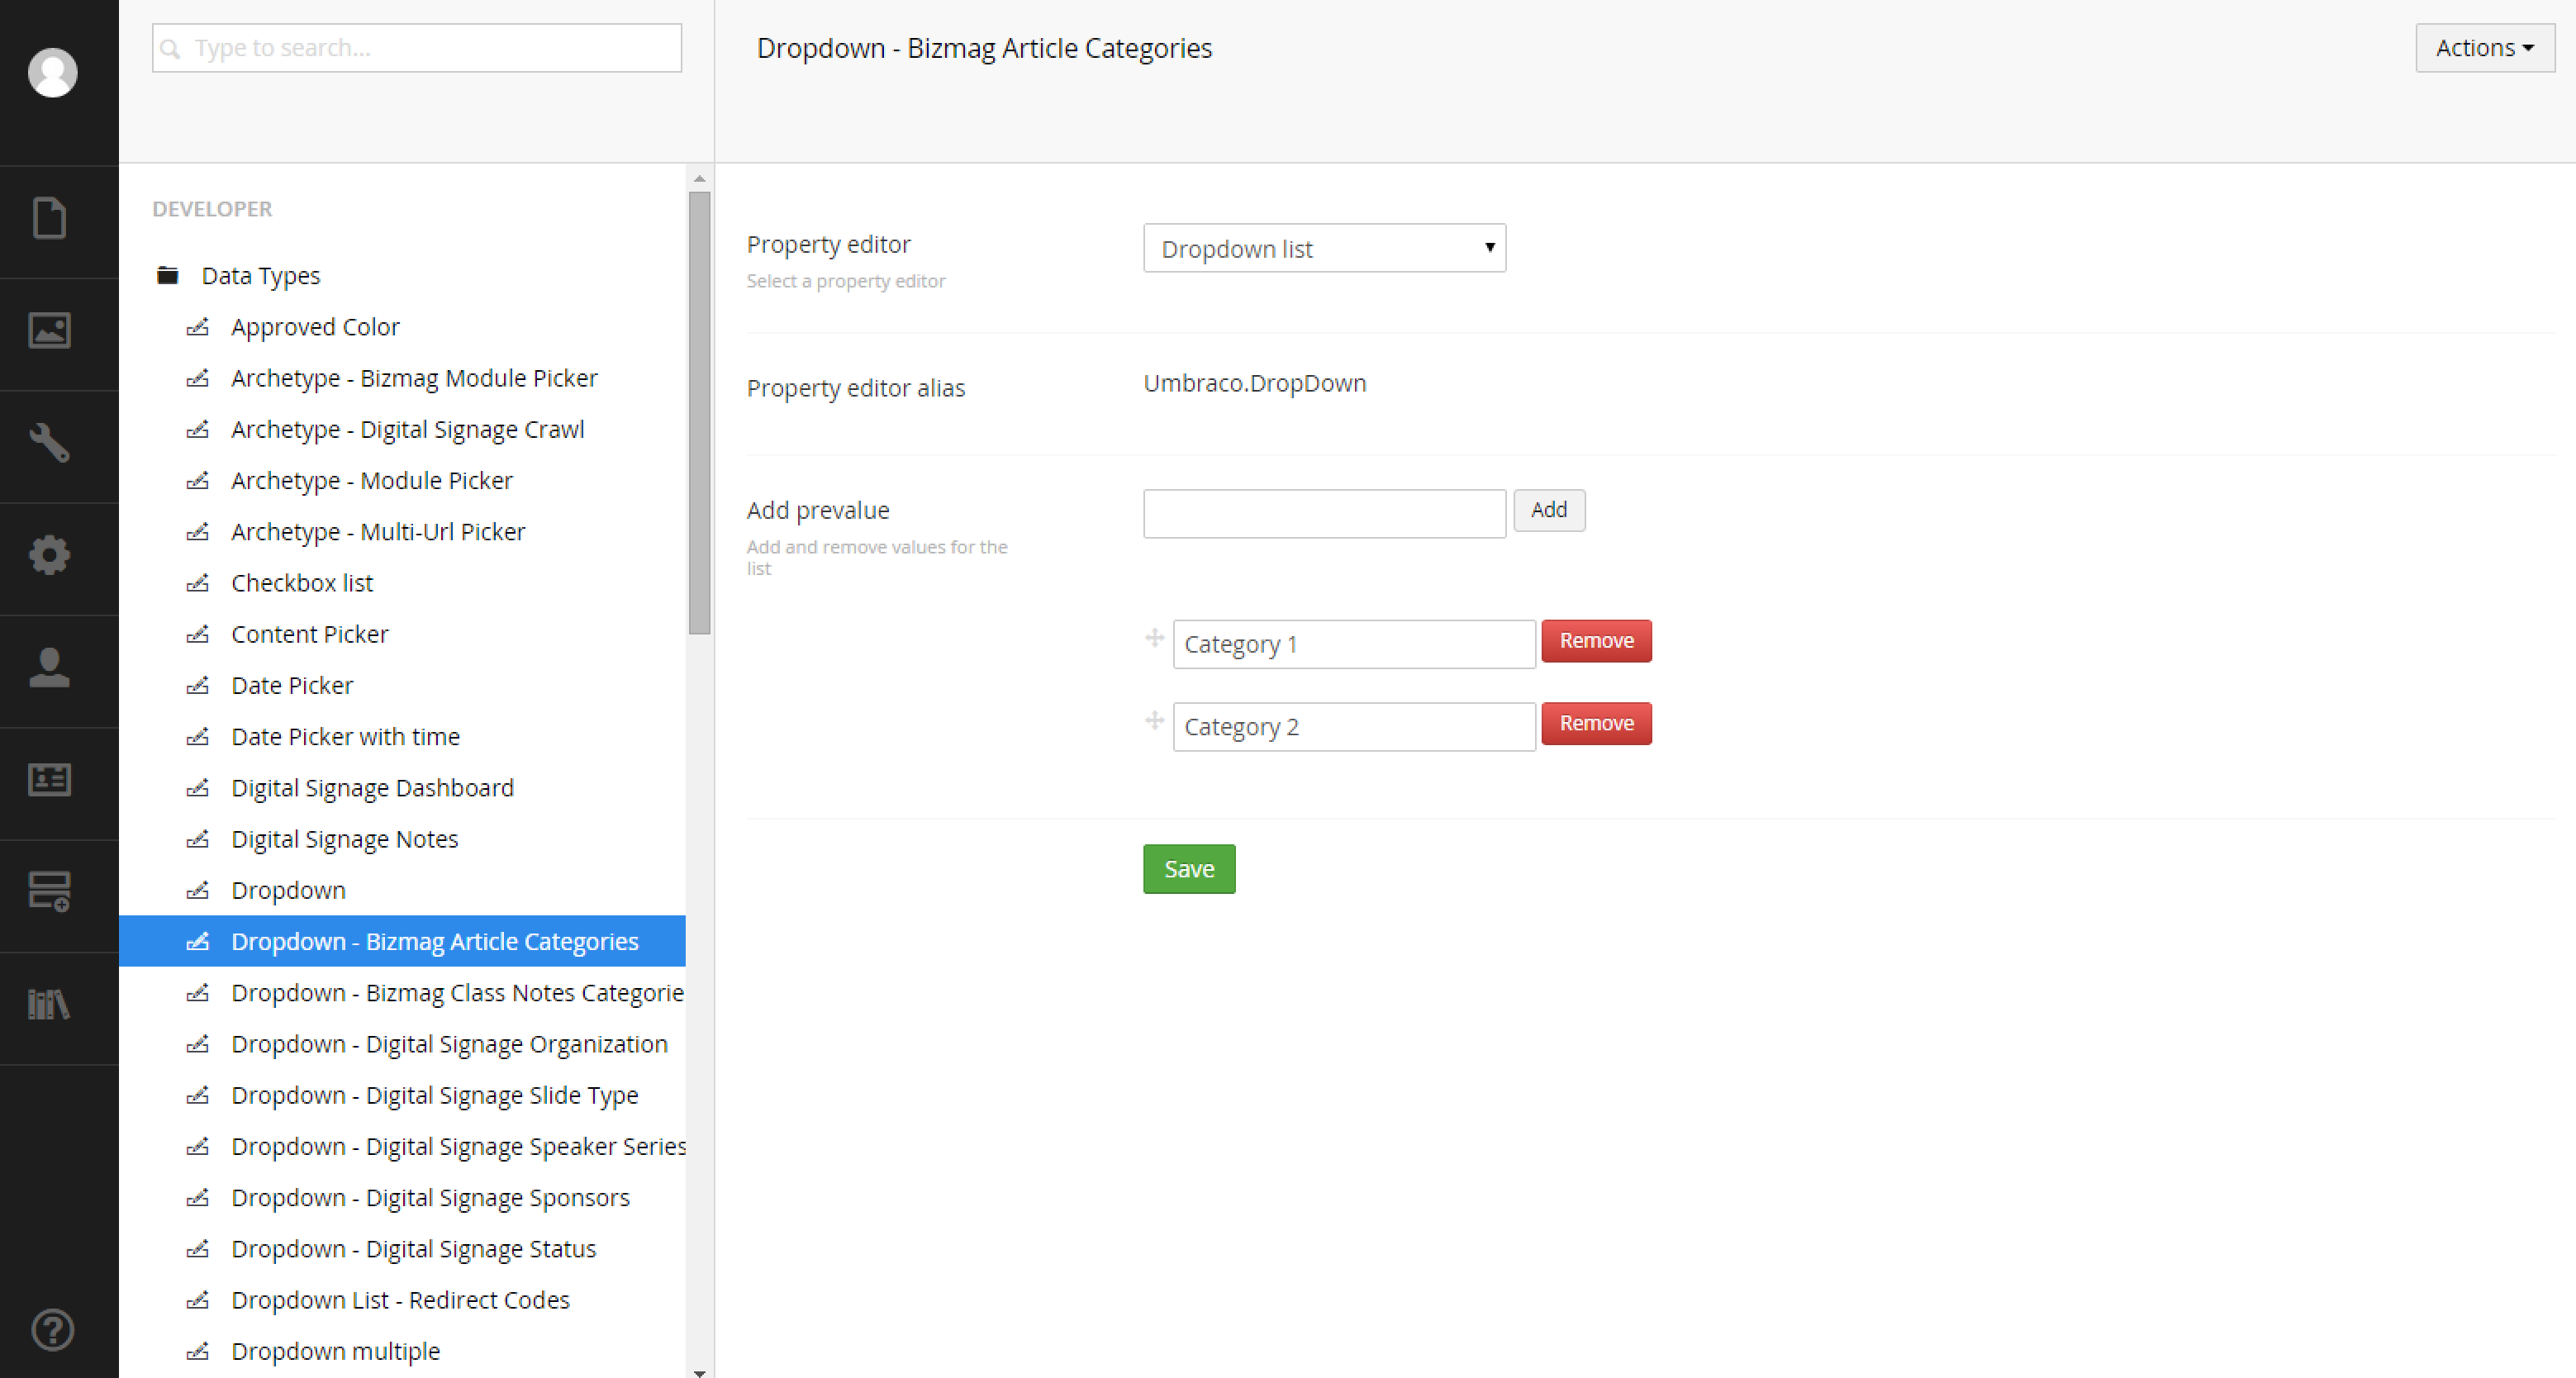 Type to search...
Dropdown - Bizmag Article Categories
Actions
DEVELOPER
Data Types
Approved Color
Archetype - Bizmag Module Picker
Archetype - Digital Signage Crawl
Archetype - Module Picker
Archetype - Multi-Url Picker
Checkbox list
Content Picker
Date Picker
Date Picker with time
Digital Signage Dashboard
Digital Signage Notes
Dropdown
Dropdown - Bizmag Article Categories
Dropdown - Bizmag Class Notes Categorie
Dropdown - Digital Signage Organization
Dropdown - Digital Signage Slide Type
Dropdown - Digital Signage Speaker Series
Dropdown - Digital Signage Sponsors
Dropdown - Digital Signage Status
Dropdown List - Redirect Codes
Dropdown multiple
Property editor
Select a property editor
Dropdown list
Property editor alias
Umbraco.DropDown
Add prevalue
Add and remove values for the
list
Add
Category 1
Remove
Category 2
Remove
Save